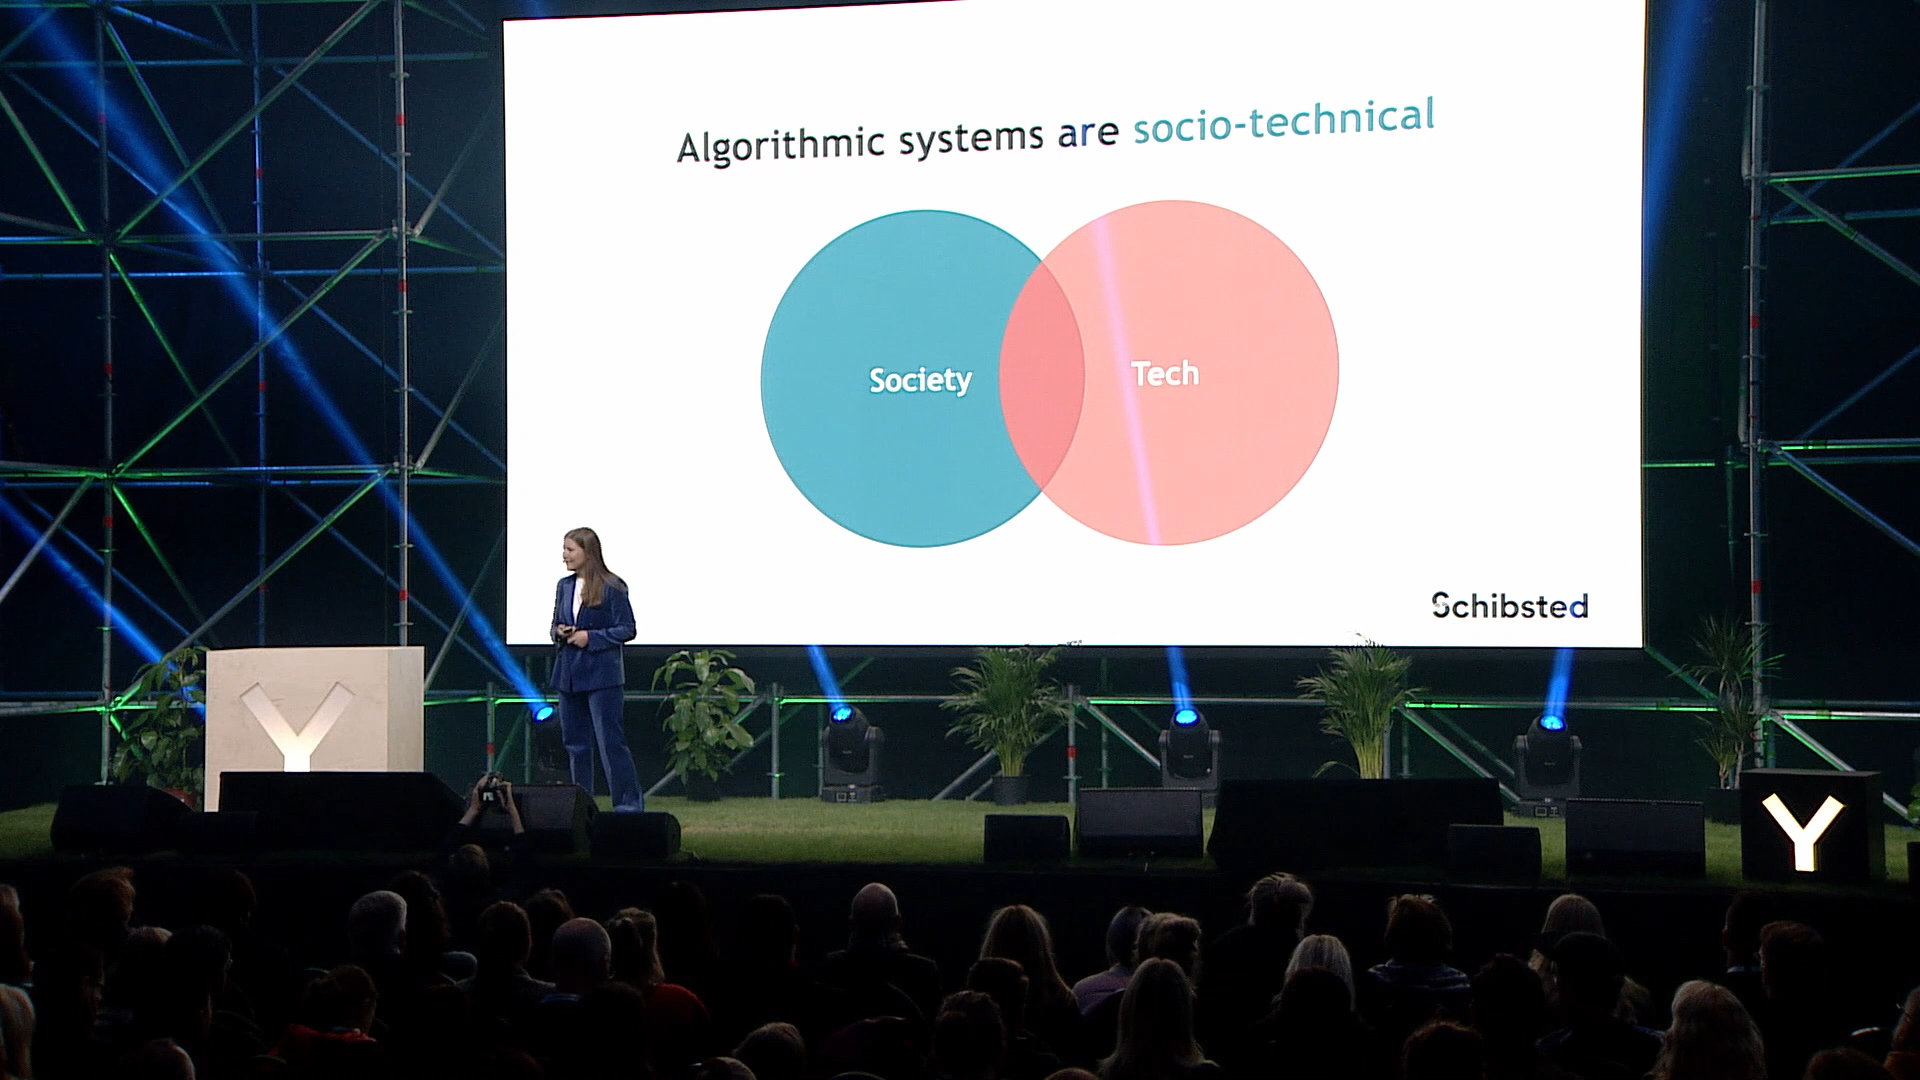 Algorithmic systems are socio-technical
Society
Tech
Schibsted
Y
Y